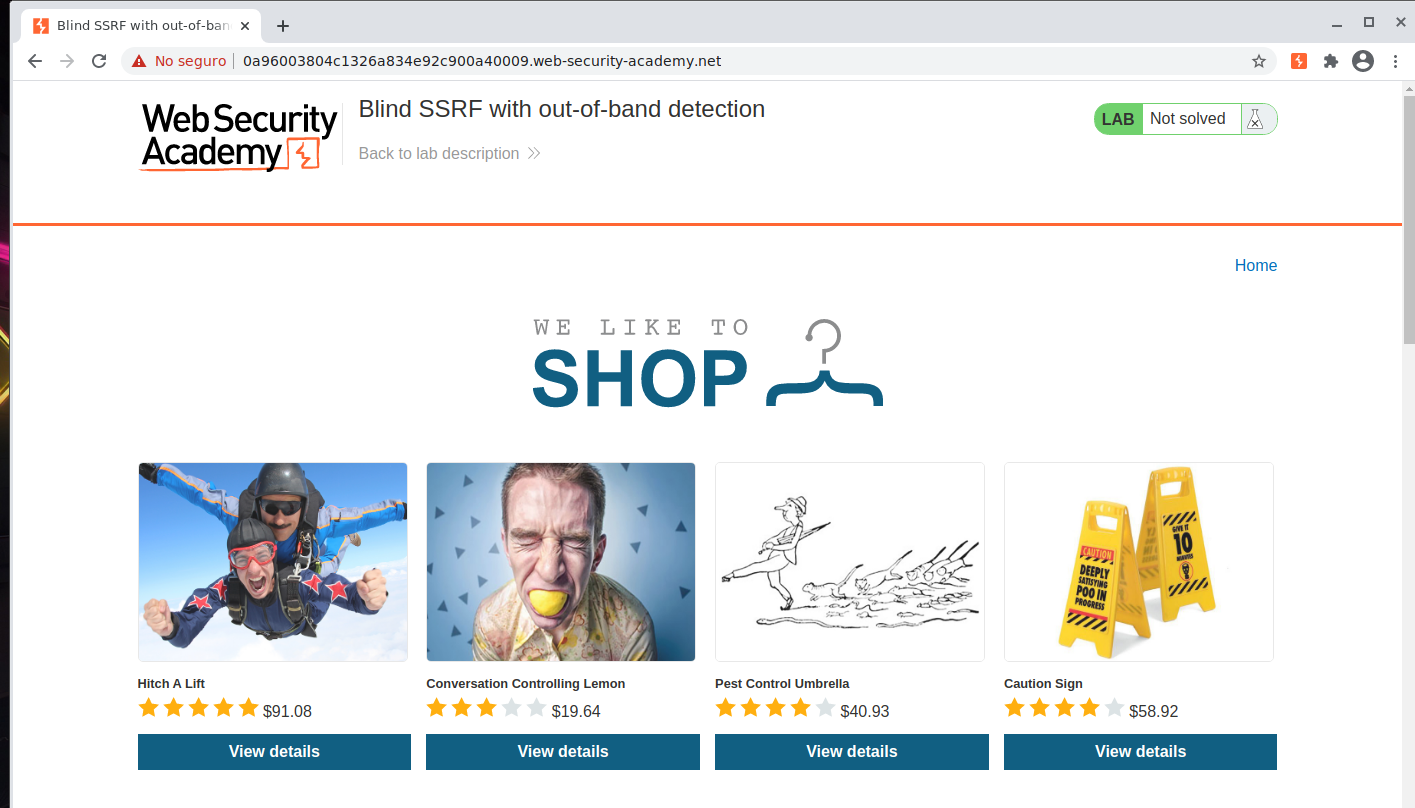 Blind SSRF with out-of-ban
No seguro
0a96003804c1326a834e92c900a40009.web-security-academy.net
Web Security
Academy
Blind SSRF with out-of-band detection
Back to lab description
LAB
Not solved
Home
WE LIKE TO
SHOP
CAUTION
DEEPLY
SATISFYING
POO IN
PROGRESS
GIVE IT
10
MINUTES
Hitch A Lift
Conversation Controlling Lemon
Pest Control Umbrella
Caution Sign
$91.08
$19.64
$40.93
$58.92
View details
View details
View details
View details